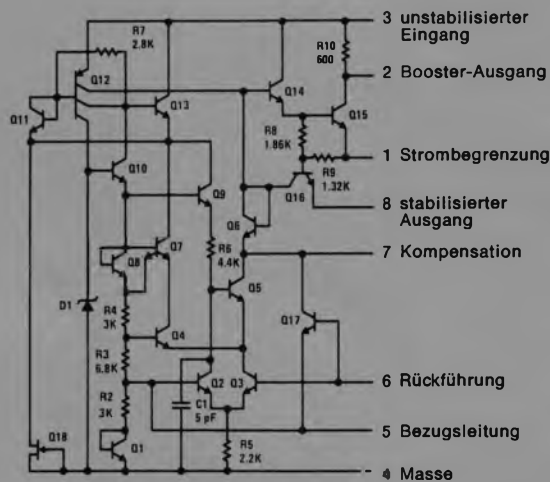 R7
2.8K
3 unstabilisierter
Eingang
R10
600
Q12
2 Booster-Ausgang
Q14
Q11
Q13
Q15
R8
1.86K
1 Strombegrenzung
Q10
R9
1.32K
Q16
Q9
8 stabilisierter
Ausgang
Q6
R6
4.4K
Q8
Q7
7 Kompensation
D1
Q5
R4
3K
Q17
Q4
R3
6.8K
Q2
Q3
6 Rückführung
R2
3K
C1
5 pF
5 Bezugsleitung
Q18
Q1
R5
2.2K
4 Masse